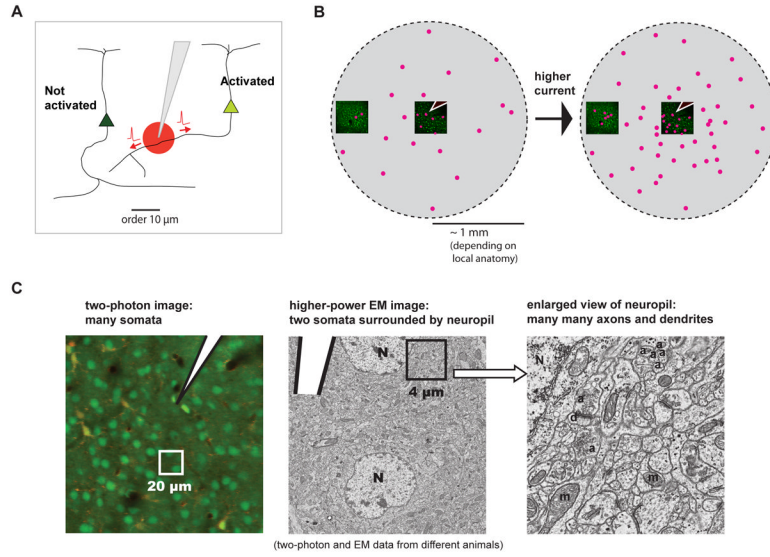 A
Not
activated
Activated
order 10 µm
B
higher
current
~ 1 mm
(depending on
local anatomy)
C
two-photon image:
many somata
20 µm
higher-power EM image:
two somata surrounded by neuropil
N
4 µm
N
(two-photon and EM data from different animals)
enlarged view of neuropil:
many many axons and dendrites
N
a
a
a
a
a
d
a
m
m